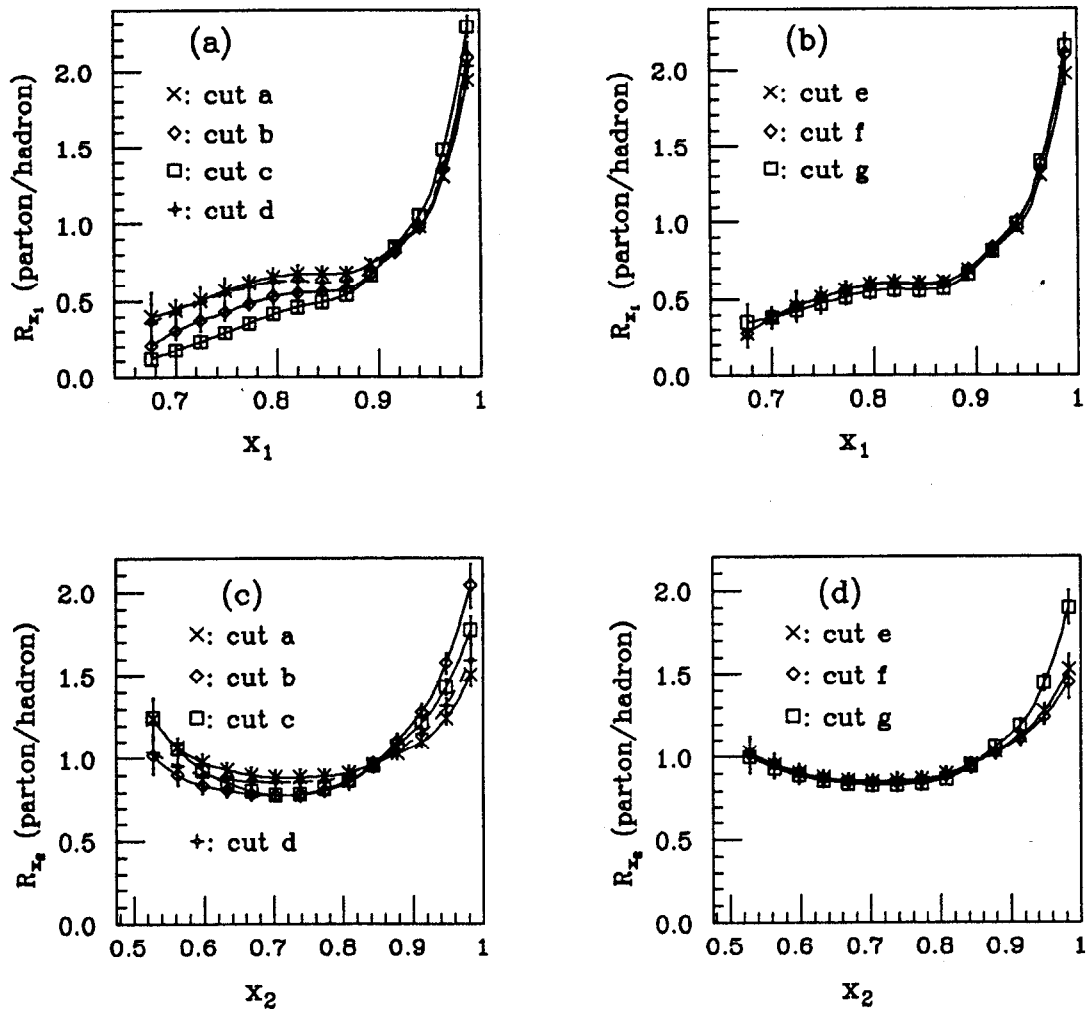 (a)
R_{x_1} (parton/hadron)
2.0
1.5
1.0
0.5
0.0
×: cut a
◇: cut b
□: cut c
+: cut d
0.7 0.8 0.9 1
x_1
(b)
R_{x_1} (parton/hadron)
2.0
1.5
1.0
0.5
0.0
×: cut e
◇: cut f
□: cut g
0.7 0.8 0.9 1
x_1
(c)
R_{x_2} (parton/hadron)
2.0
1.5
1.0
0.5
0.0
×: cut a
◇: cut b
□: cut c
+: cut d
0.5 0.6 0.7 0.8 0.9 1
x_2
(d)
R_{x_2} (parton/hadron)
2.0
1.5
1.0
0.5
0.0
×: cut e
◇: cut f
□: cut g
0.5 0.6 0.7 0.8 0.9 1
x_2